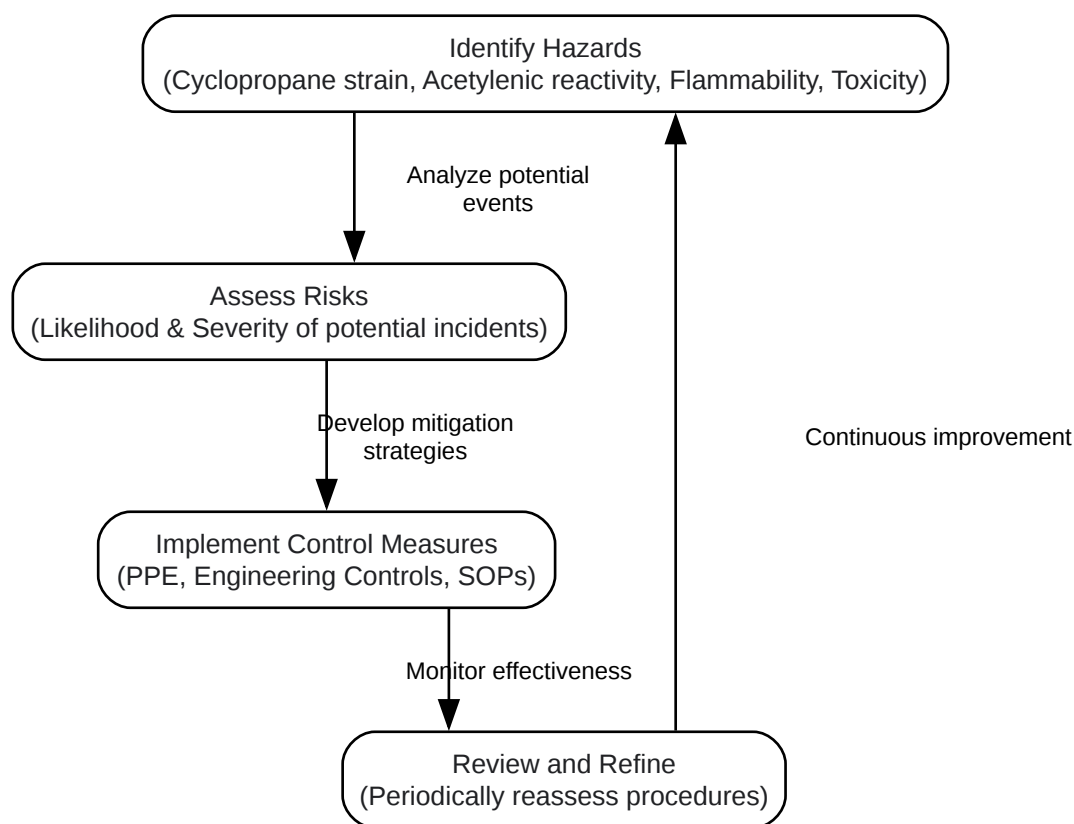 Identify Hazards
(Cyclopropane strain, Acetylenic reactivity, Flammability, Toxicity)
Analyze potential
events
Assess Risks
(Likelihood & Severity of potential incidents)
Develop mitigation
strategies
Continuous improvement
Implement Control Measures
(PPE, Engineering Controls, SOPs)
Monitor effectiveness
Review and Refine
(Periodically reassess procedures)